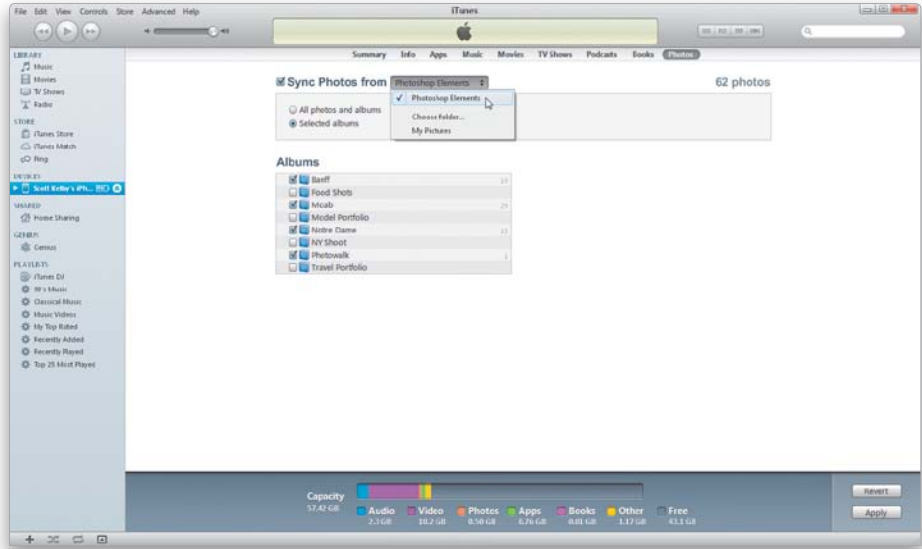 File Edit View Controls Store Advanced Help
iTunes
LIBRARY
Music
Movies
TV Shows
Radio
STORE
iTunes Store
iTunes Match
Ping
DEVICES
Scott Kelby's iPh...
SHARED
Home Sharing
GENIUS
Genius
PLAYLISTS
iTunes DJ
90's Music
Classical Music
Music Videos
My Top Rated
Recently Added
Recently Played
Top 25 Most Played
Summary Info Apps Music Movies TV Shows Podcasts Books Photos
Sync Photos from Photoshop Elements 62 photos
Photoshop Elements
Choose folder...
My Pictures
All photos and albums
Selected albums
Albums
Banff
Food Shots
Moab 29
Model Portfolio
Notre Dame 13
NY Shoot
Photowalk 1
Travel Portfolio
Capacity
57.42 GB
Audio Video Photos Apps Books Other Free
2.5 GB 10.2 GB 0.50 GB 0.76 GB 0.01 GB 1.17 GB 43.1 GB
Revert
Apply